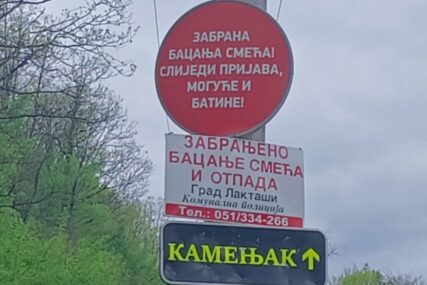 ЗАБРАНА
БАЦАЊА СМЕЋА!
СЛИЈЕДИ ПРИЈАВА,
МОГУЋЕ И
БАТИНЕ!
ЗАБРАЊЕНО
БАЦАЊЕ СМЕЋА
И ОТПАДА
Град Лакташи
Комунална полиција
Тел.: 051/334-266
КАМЕЊАК ↑